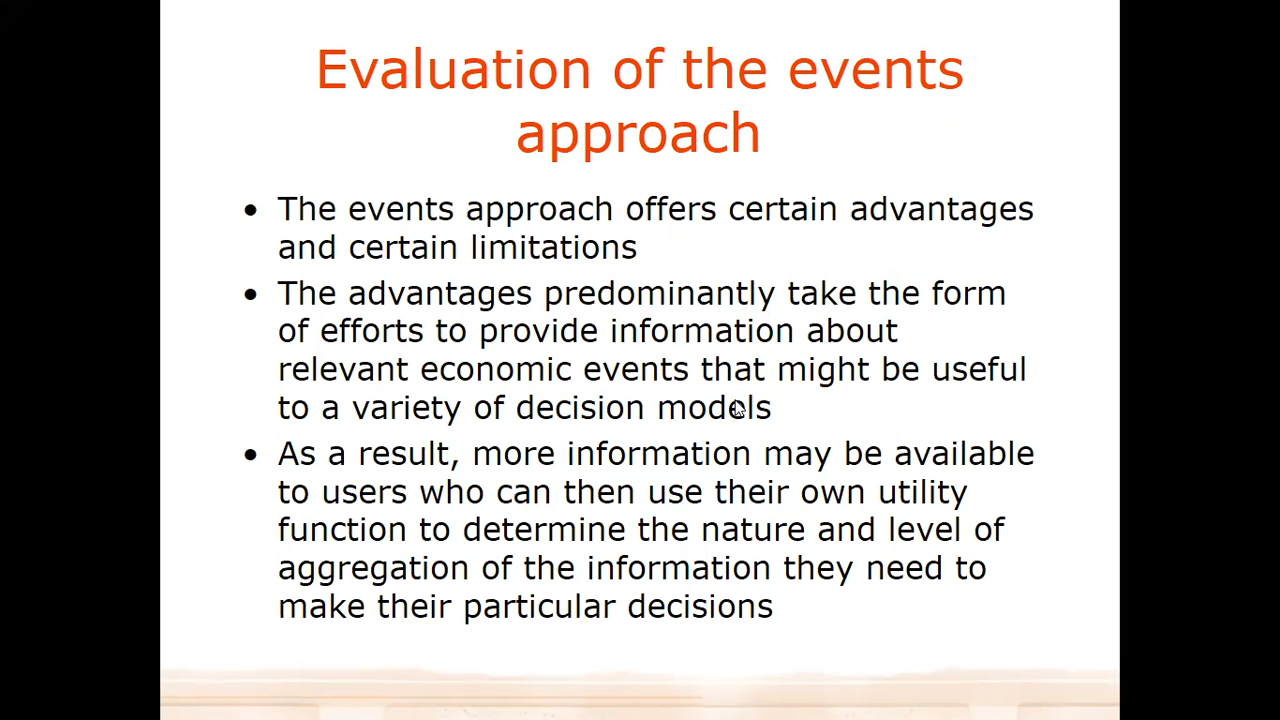 Evaluation of the events
approach
• The events approach offers certain advantages
and certain limitations
• The advantages predominantly take the form
of efforts to provide information about
relevant economic events that might be useful
to a variety of decision models
• As a result, more information may be available
to users who can then use their own utility
function to determine the nature and level of
aggregation of the information they need to
make their particular decisions